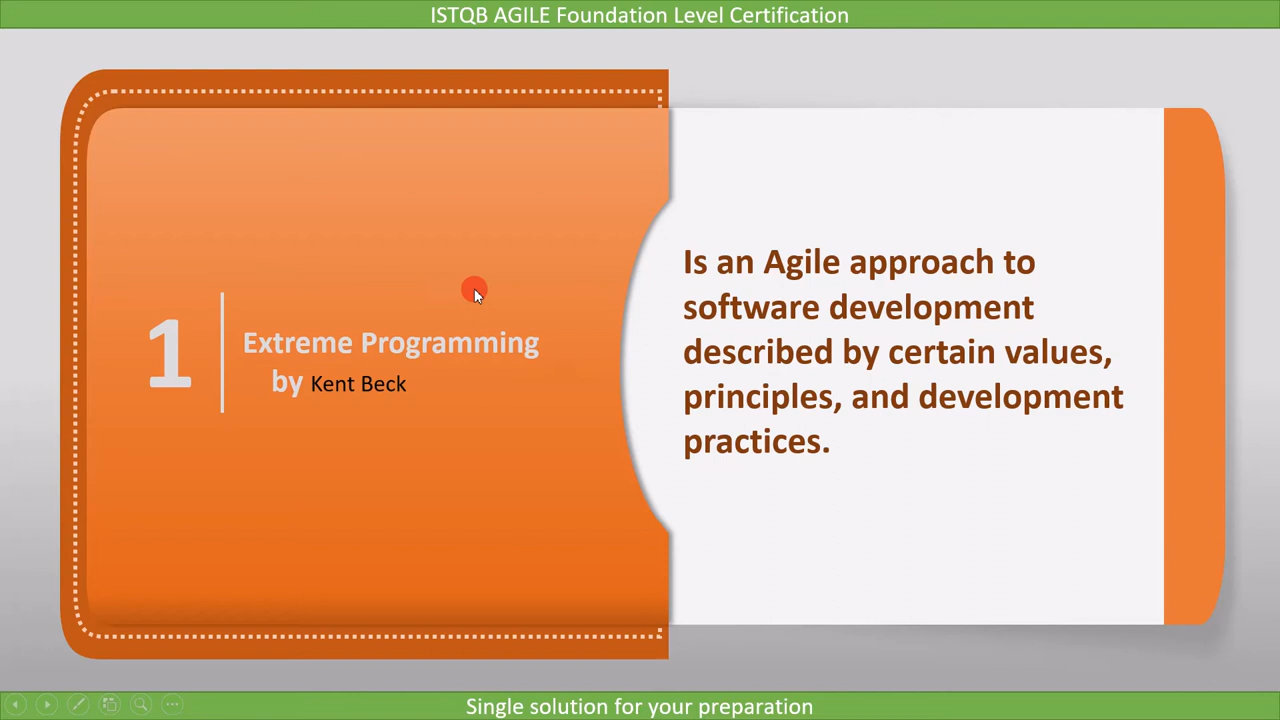 ISTQB AGILE Foundation Level Certification
1
Extreme Programming
by Kent Beck
Is an Agile approach to
software development
described by certain values,
principles, and development
practices.
Single solution for your preparation